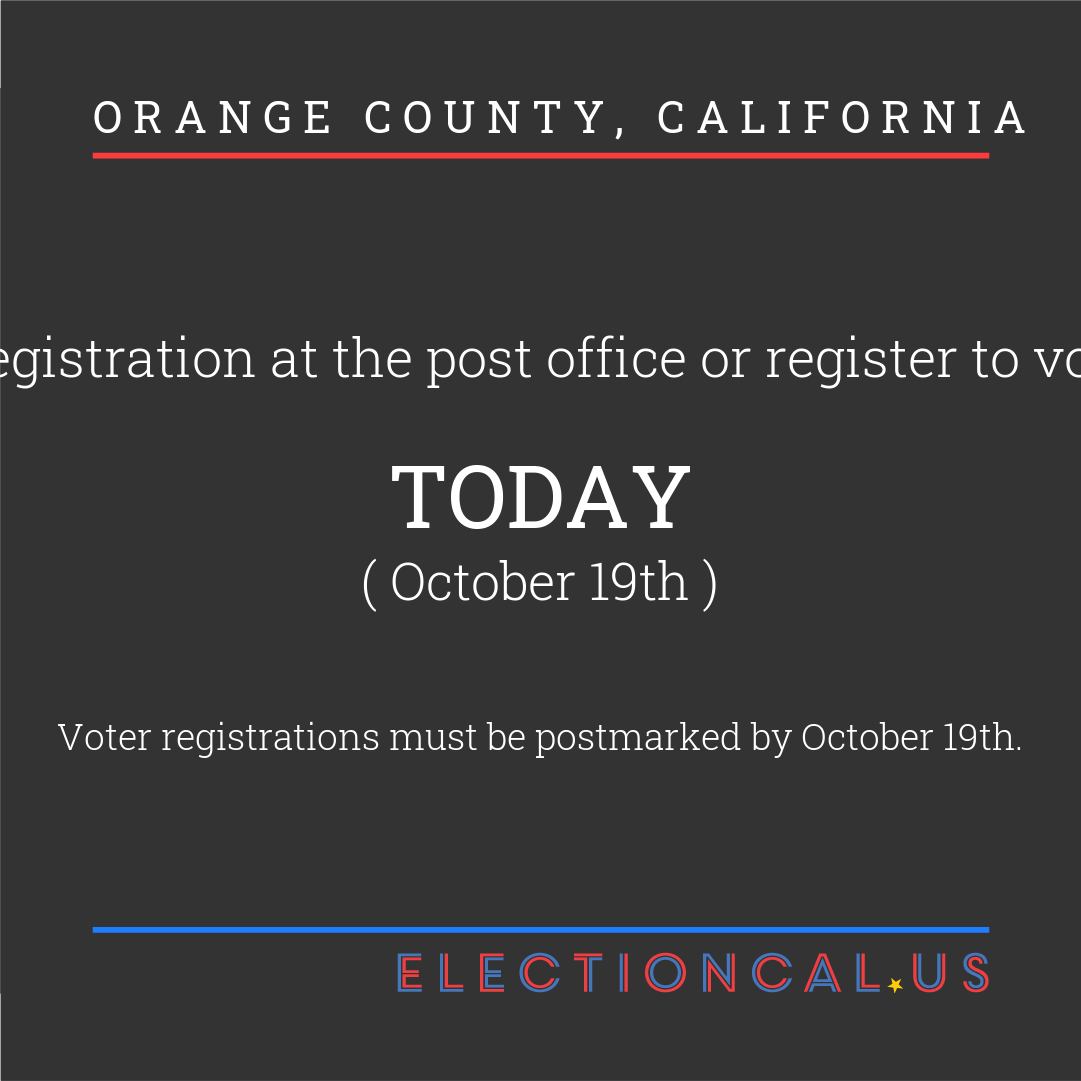 ORANGE COUNTY, CALIFORNIA
egistration at the post office or register to vo
TODAY
( October 19th )
Voter registrations must be postmarked by October 19th.
ELECTIONCAL.US